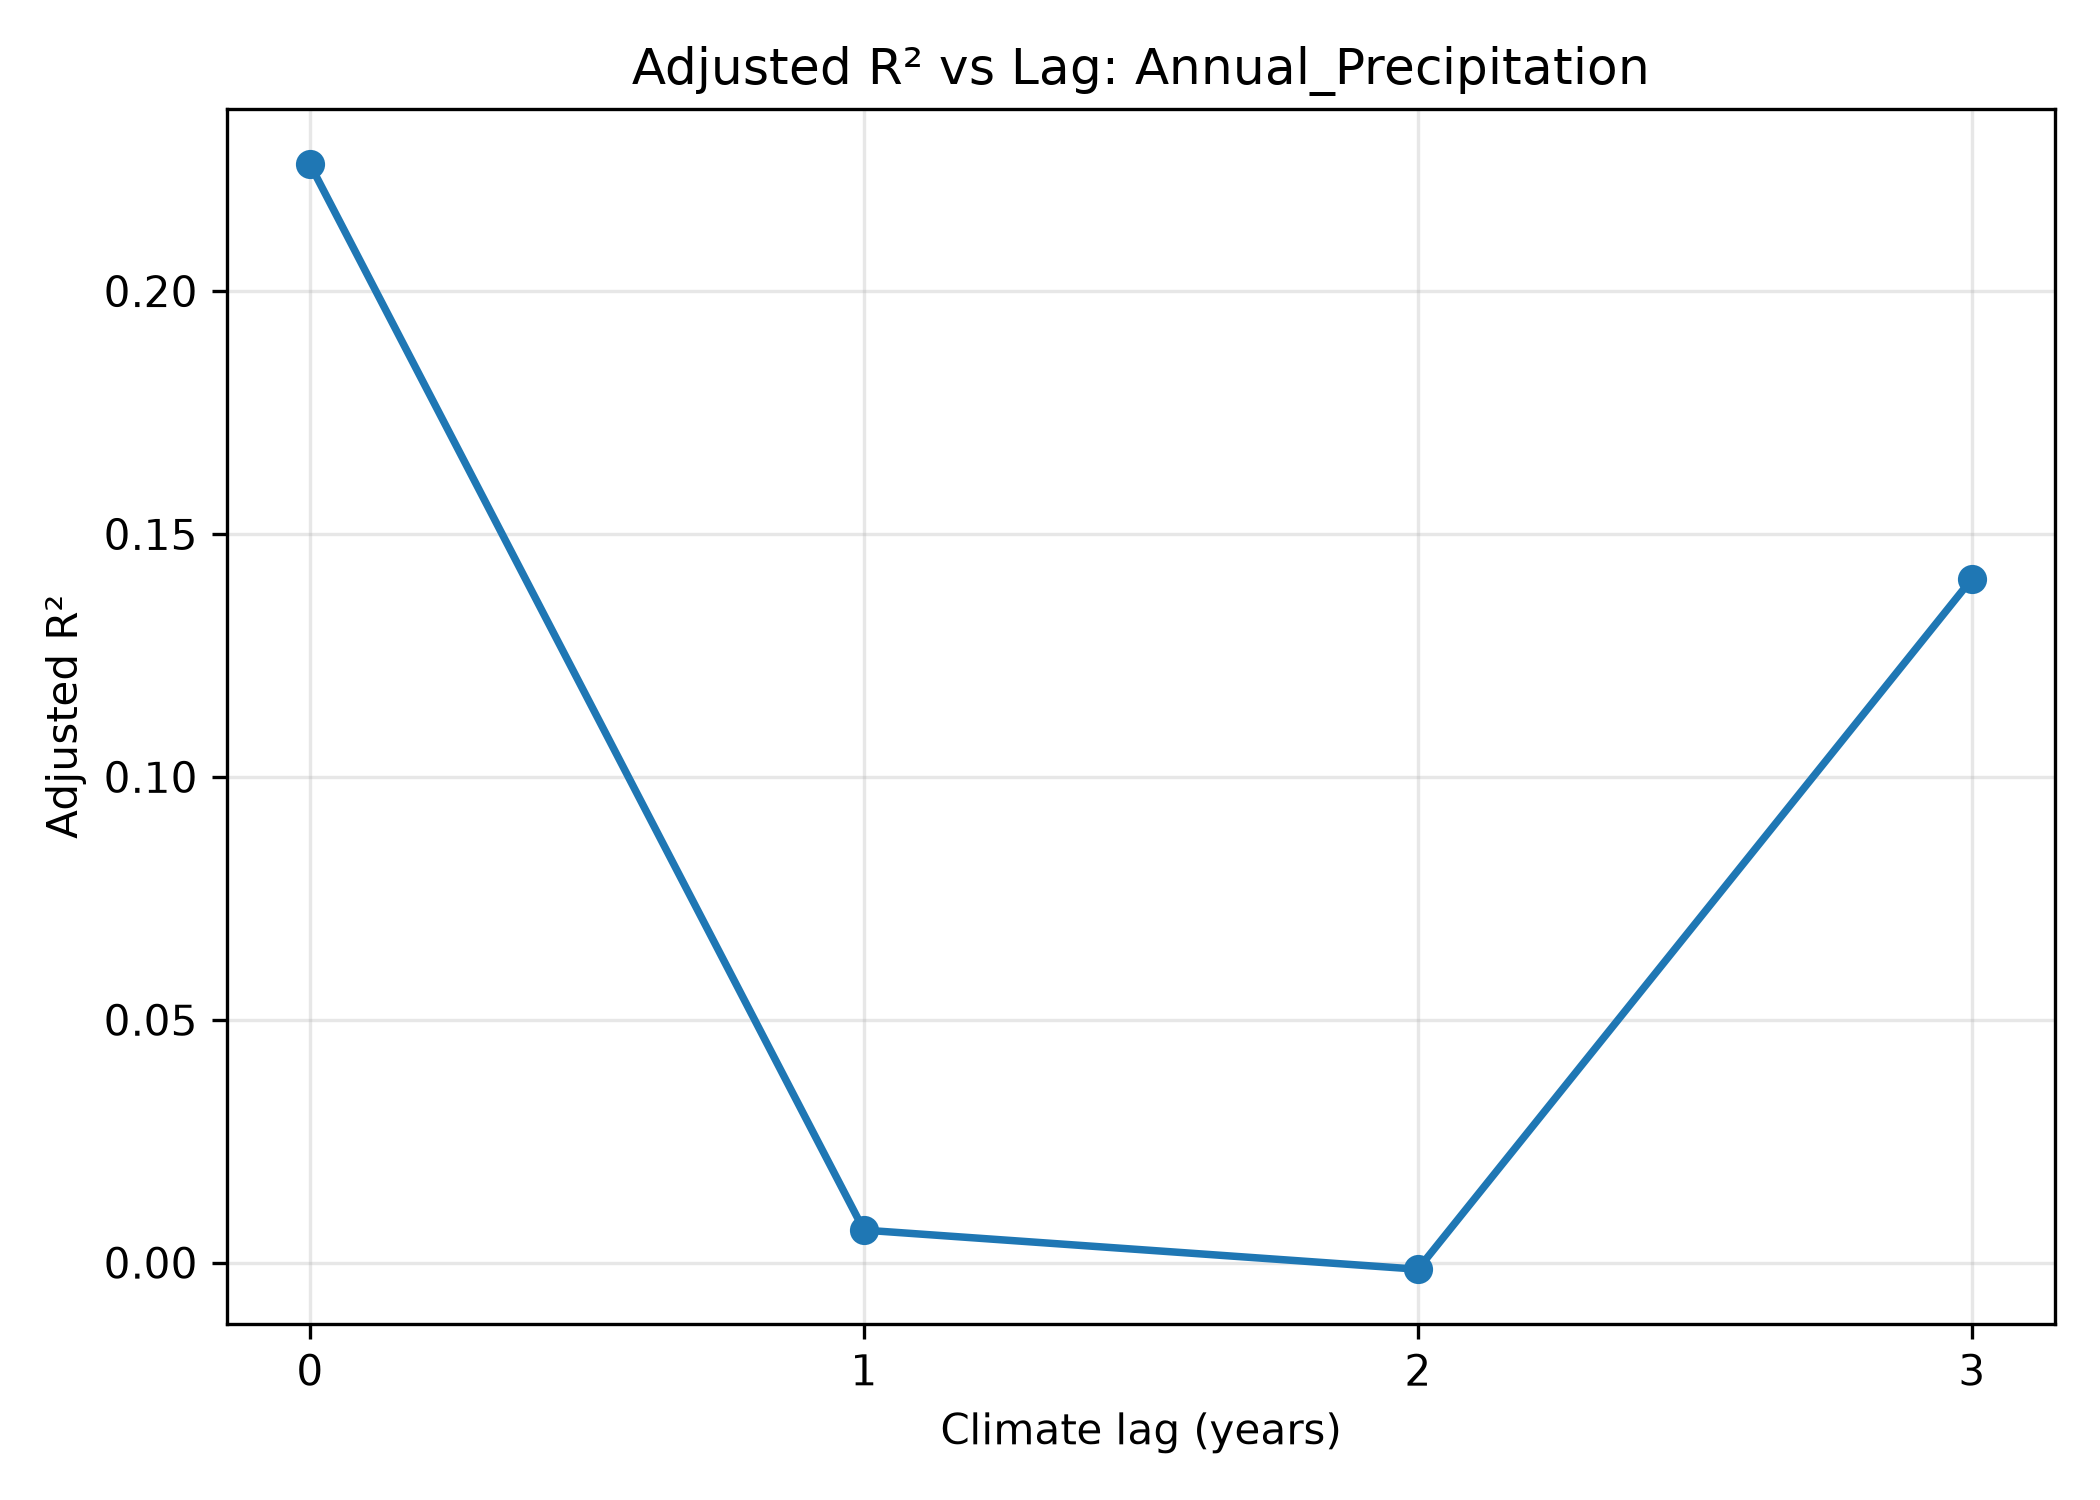 Adjusted R² vs Lag: Annual_Precipitation
Adjusted R²
0.20
0.15
0.10
0.05
0.00
0 1 2 3
Climate lag (years)